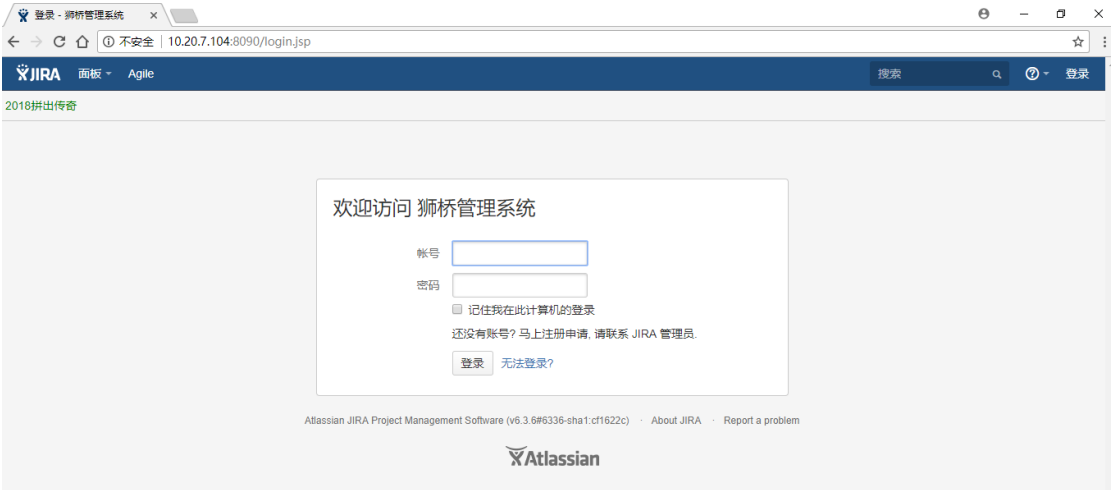 登录 - 狮桥管理系统
不安全 | 10.20.7.104:8090/login.jsp
JIRA 面板 Agile 搜索 登录
2018拼出传奇
欢迎访问 狮桥管理系统
帐号
密码
记住我在此计算机的登录
还没有账号? 马上注册申请, 请联系 JIRA 管理员.
登录 无法登录?
Atlassian JIRA Project Management Software (v6.3.6#6336-sha1:cf1622c) · About JIRA · Report a problem
Atlassian